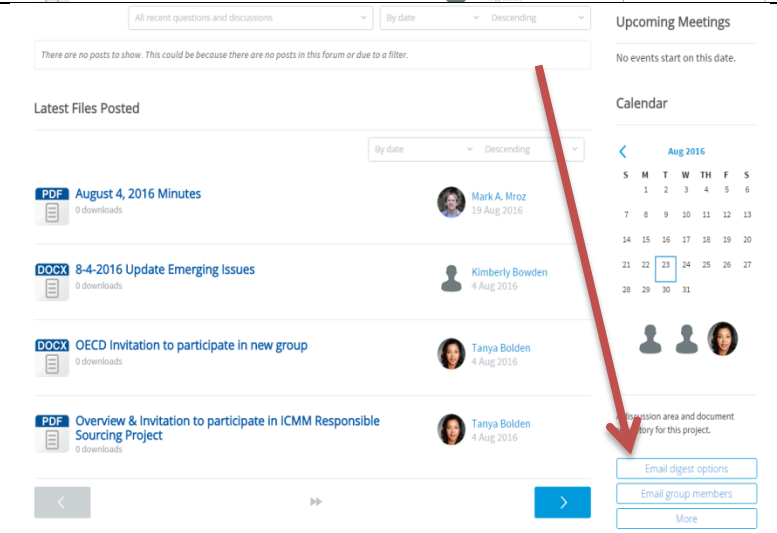 All recent questions and discussions
By date
Descending
There are no posts to show. This could be because there are no posts in this forum or due to a filter.
Latest Files Posted
By date
Descending
PDF
August 4, 2016 Minutes
0 downloads
Mark A. Mroz
19 Aug 2016
DOCX
8-4-2016 Update Emerging Issues
0 downloads
Kimberly Bowden
4 Aug 2016
DOCX
OECD Invitation to participate in new group
0 downloads
Tanya Bolden
4 Aug 2016
PDF
Overview & Invitation to participate in ICMM Responsible
Sourcing Project
0 downloads
Tanya Bolden
4 Aug 2016
Upcoming Meetings
No events start on this date.
Calendar
Aug 2016
S M T W TH F S
1 2 3 4 5 6
7 8 9 10 11 12 13
14 15 16 17 18 19 20
21 22 23 24 25 26 27
28 29 30 31
discussion area and document
for this project.
Email digest options
Email group members
More